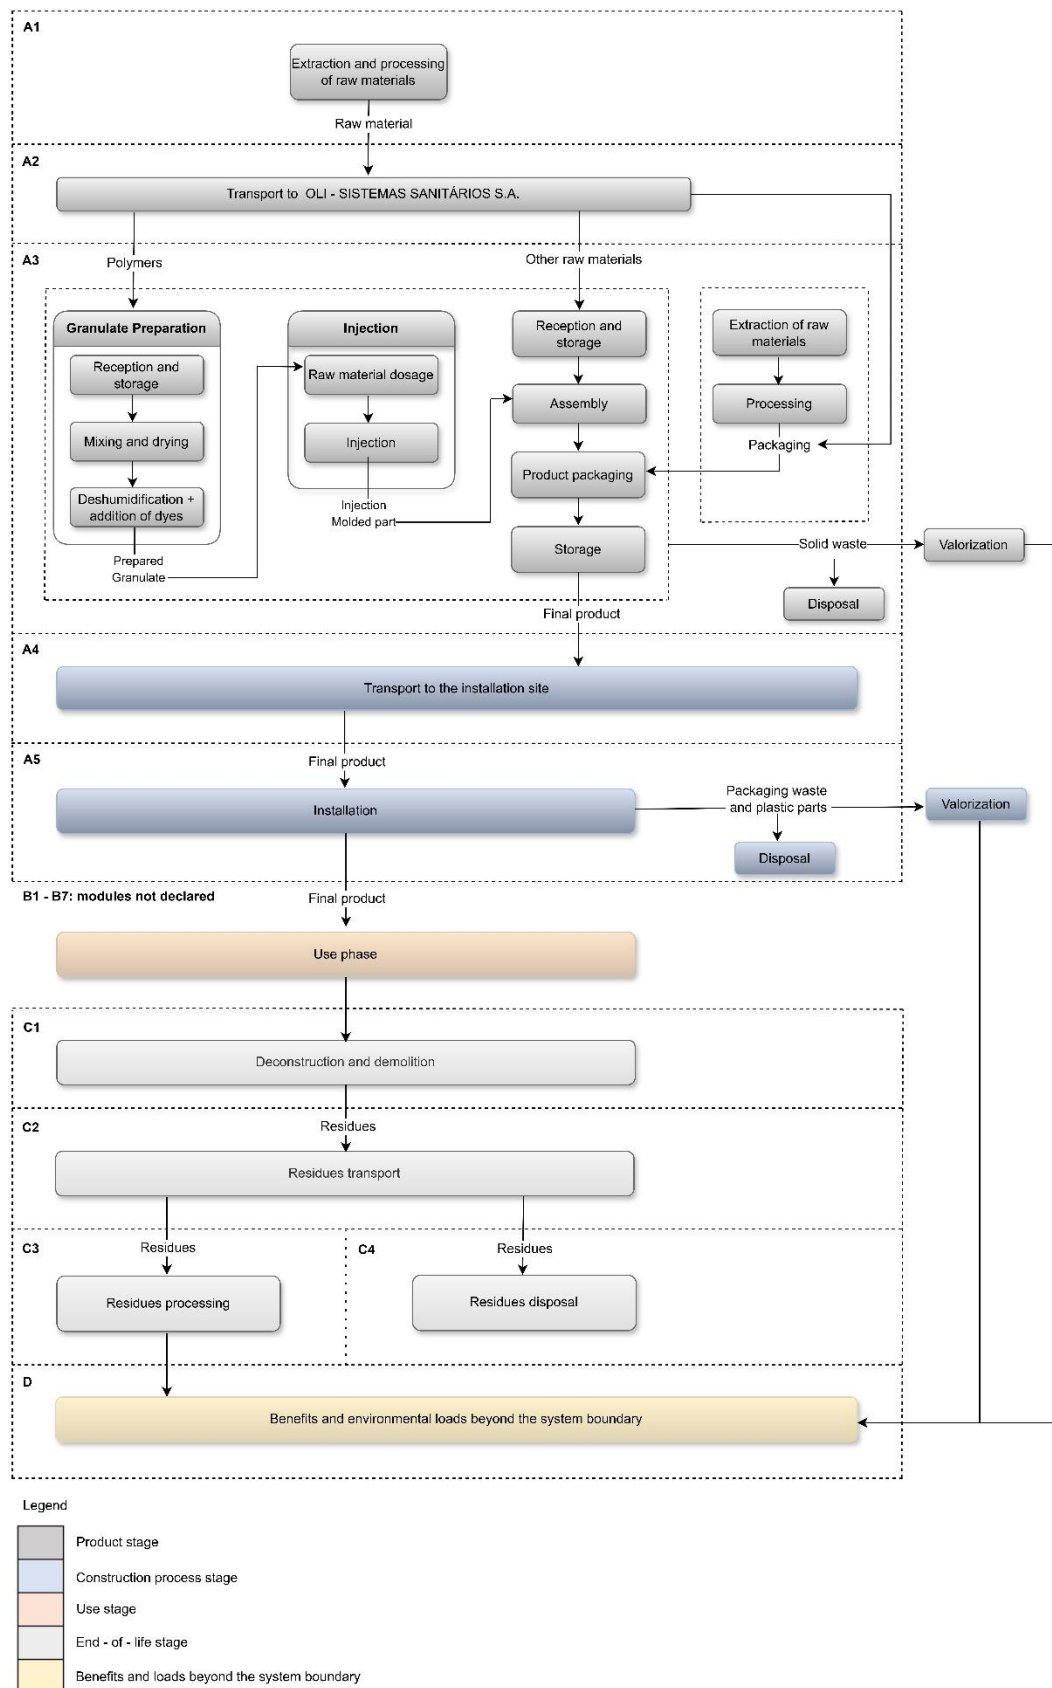 A1
Extraction and processing
of raw materials
Raw material
A2
Transport to OLI - SISTEMAS SANITÁRIOS S.A.
A3
Polymers
Other raw materials
Granulate Preparation
Reception and
storage
Mixing and drying
Deshumidification +
addition of dyes
Prepared
Granulate
Injection
Raw material dosage
Injection
Injection
Molded part
Reception and
storage
Assembly
Product packaging
Storage
Extraction of raw
materials
Processing
Packaging
Solid waste
Valorization
Disposal
Final product
A4
Transport to the installation site
A5
Final product
Installation
Packaging waste
and plastic parts
Valorization
Disposal
B1 - B7: modules not declared
Final product
Use phase
C1
Deconstruction and demolition
C2
Residues
Residues transport
C3
Residues
Residues processing
C4
Residues
Residues disposal
D
Benefits and environmental loads beyond the system boundary
Legend
Product stage
Construction process stage
Use stage
End - of - life stage
Benefits and loads beyond the system boundary